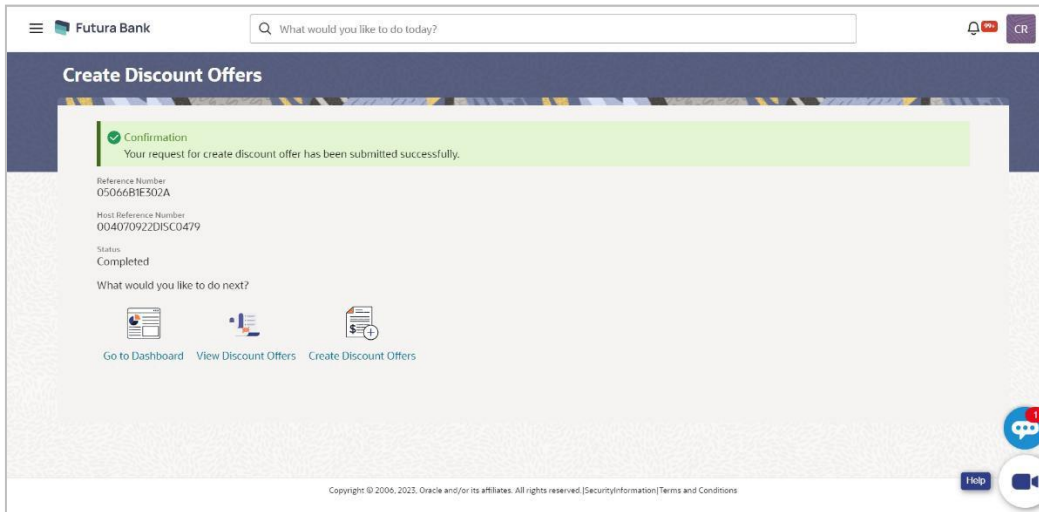 Futura Bank
What would you like to do today?
99+
CR
Create Discount Offers
Confirmation
Your request for create discount offer has been submitted successfully.
Reference Number
05066B1E302A
Host Reference Number
004070922DISC0479
Status
Completed
What would you like to do next?
$
Go to Dashboard View Discount Offers Create Discount Offers
1
Help
Copyright © 2006, 2023, Oracle and/or its affiliates. All rights reserved.|SecurityInformation|Terms and Conditions